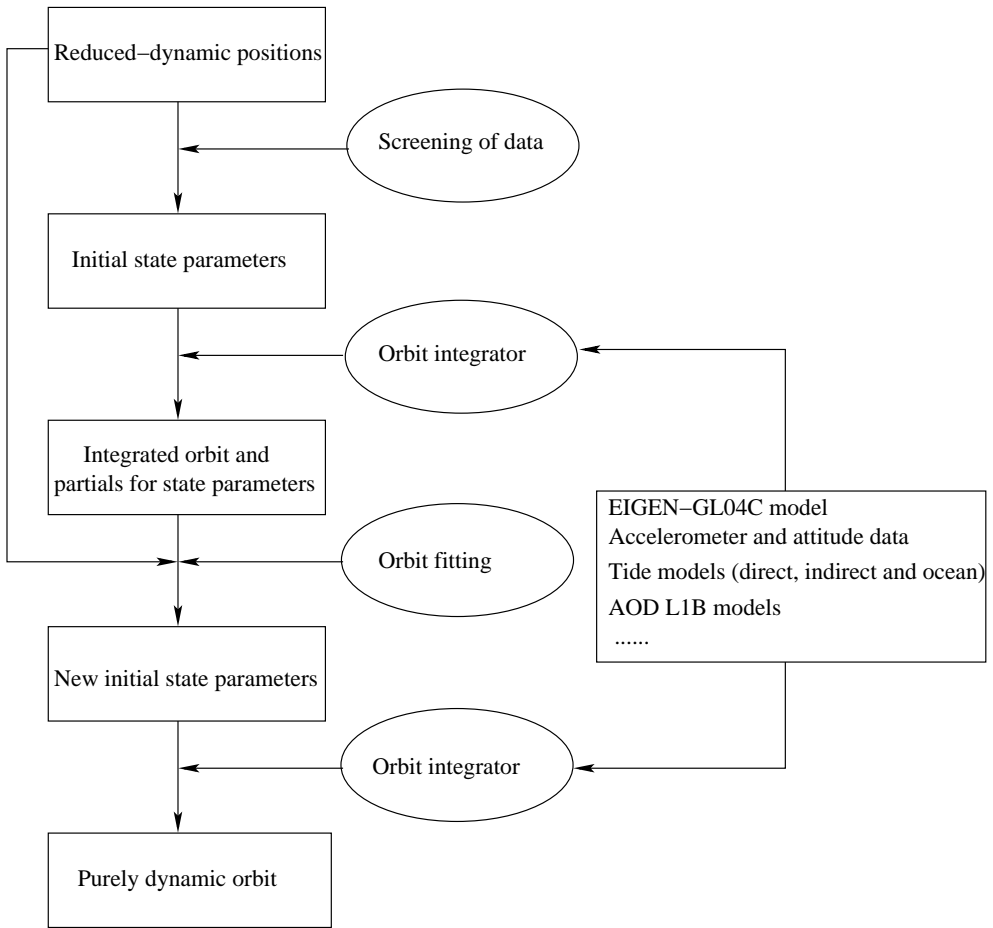 Reduced−dynamic positions
Screening of data
Initial state parameters
Orbit integrator
Integrated orbit and
partials for state parameters
EIGEN−GL04C model
Accelerometer and attitude data
Tide models (direct, indirect and ocean)
AOD L1B models
......
Orbit fitting
New initial state parameters
Orbit integrator
Purely dynamic orbit